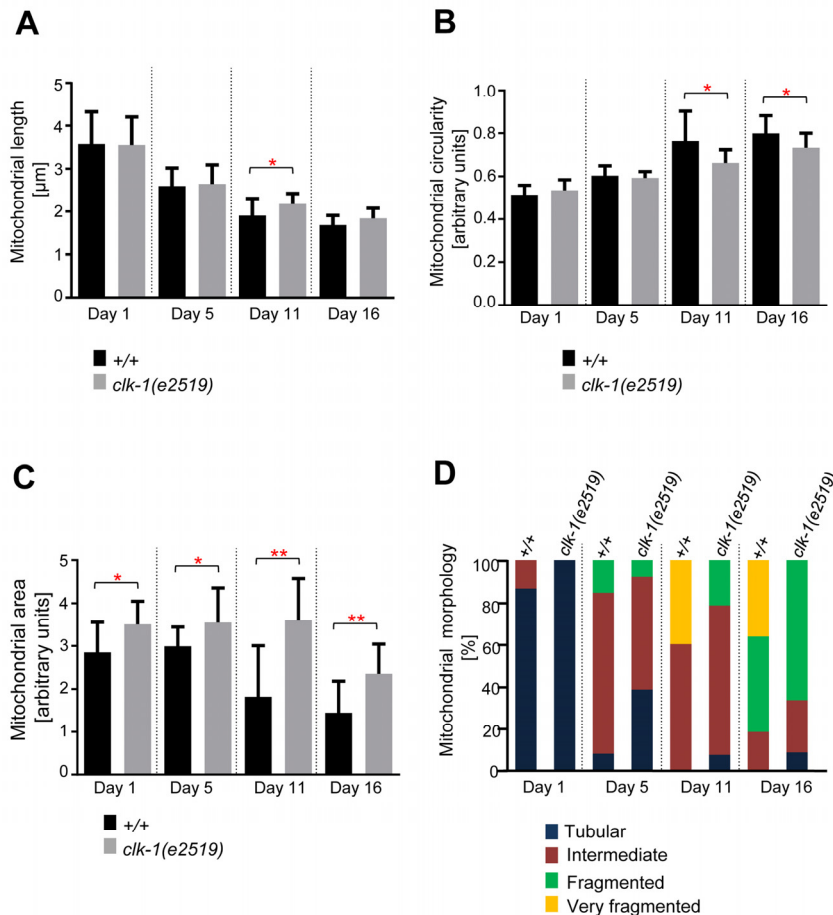 A
Mitochondrial length
[µm]
5
4
3
2
1
0
*
Day 1 Day 5 Day 11 Day 16
+/+
clk-1(e2519)
B
Mitochondrial circularity
[arbitrary units]
1.0
0.8
0.6
0.4
0.2
0.0
* *
Day 1 Day 5 Day 11 Day 16
+/+
clk-1(e2519)
C
Mitochondrial area
[arbitrary units]
5
4
3
2
1
0
* * ** **
Day 1 Day 5 Day 11 Day 16
+/+
clk-1(e2519)
D
+/+ clk-1(e2519) +/+ clk-1(e2519) +/+ clk-1(e2519) +/+ clk-1(e2519)
Mitochondrial morphology
[%]
100
80
60
40
20
0
Day 1 Day 5 Day 11 Day 16
Tubular
Intermediate
Fragmented
Very fragmented